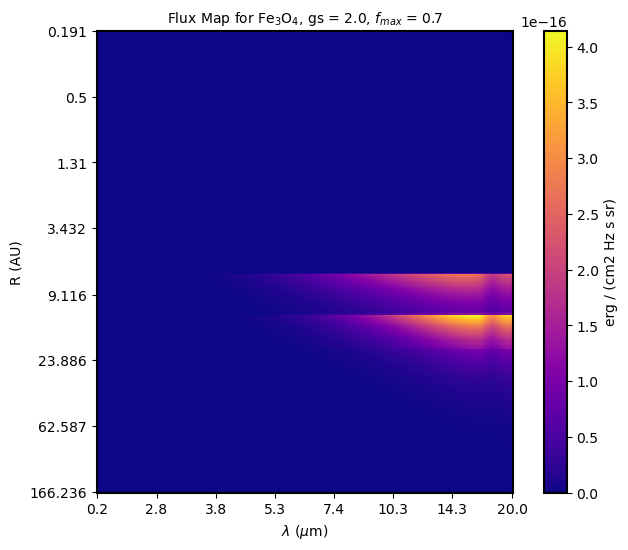 Flux Map for Fe₃O₄, gs = 2.0, f_max = 0.7
1e−16
0.191
0.5
1.31
3.432
9.116
23.886
62.587
166.236
R (AU)
0.2 2.8 3.8 5.3 7.4 10.3 14.3 20.0
λ (μm)
4.0
3.5
3.0
2.5
2.0
1.5
1.0
0.5
0.0
erg / (cm2 Hz s sr)